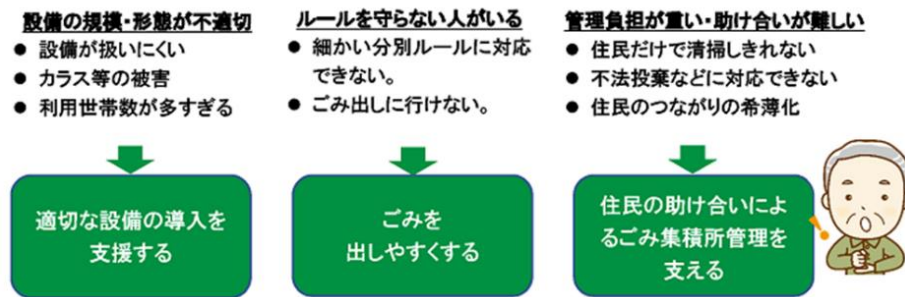 設備の規模・形態が不適切
● 設備が扱いにくい
● カラス等の被害
● 利用世帯数が多すぎる
適切な設備の導入を
支援する
ルールを守らない人がいる
● 細かい分別ルールに対応
できない。
● ごみ出しに行けない。
ごみを
出しやすくする
管理負担が重い・助け合いが難しい
● 住民だけで清掃しきれない
● 不法投棄などに対応できない
● 住民のつながりの希薄化
住民の助け合いによ
るごみ集積所管理を
支える